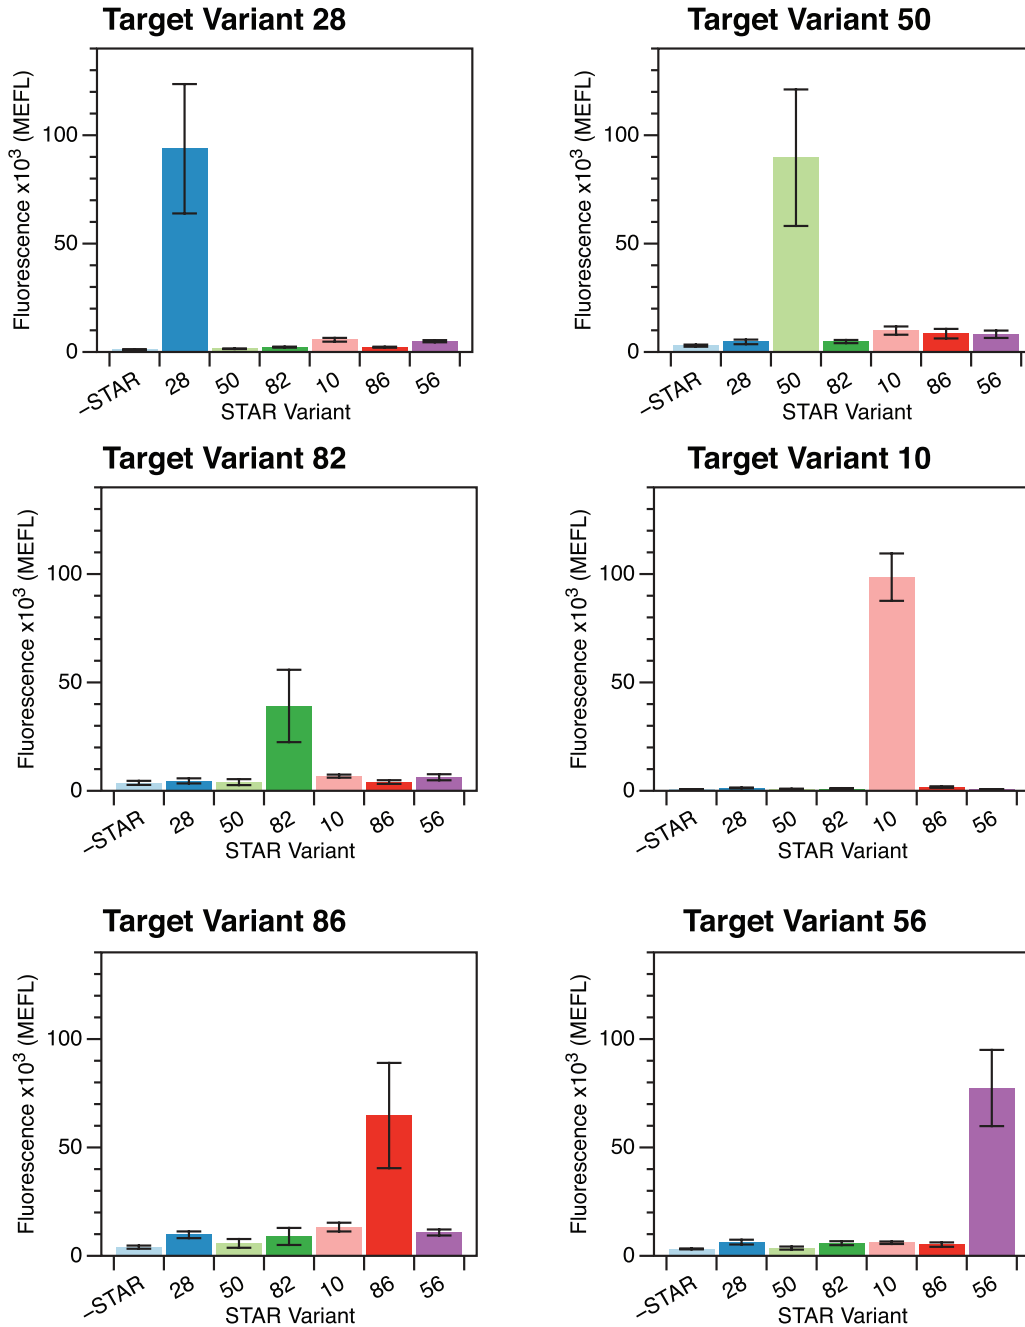 Target Variant 28
Fluorescence x10³ (MEFL)
100
50
0
–STAR 28 50 82 10 86 56
STAR Variant
Target Variant 50
Fluorescence x10³ (MEFL)
100
50
0
–STAR 28 50 82 10 86 56
STAR Variant
Target Variant 82
Fluorescence x10³ (MEFL)
100
50
0
–STAR 28 50 82 10 86 56
STAR Variant
Target Variant 10
Fluorescence x10³ (MEFL)
100
50
0
–STAR 28 50 82 10 86 56
STAR Variant
Target Variant 86
Fluorescence x10³ (MEFL)
100
50
0
–STAR 28 50 82 10 86 56
STAR Variant
Target Variant 56
Fluorescence x10³ (MEFL)
100
50
0
–STAR 28 50 82 10 86 56
STAR Variant